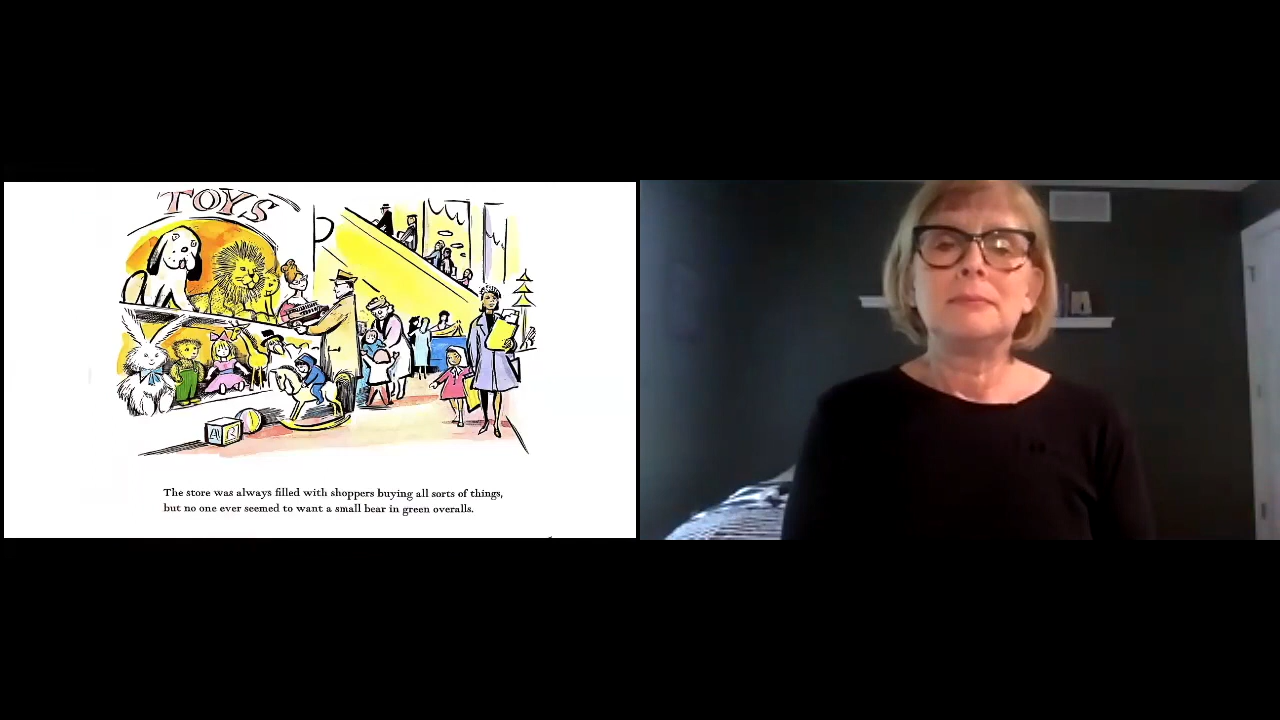 TOYS
The store was always filled with shoppers buying all sorts of things,
but no one ever seemed to want a small bear in green overalls.